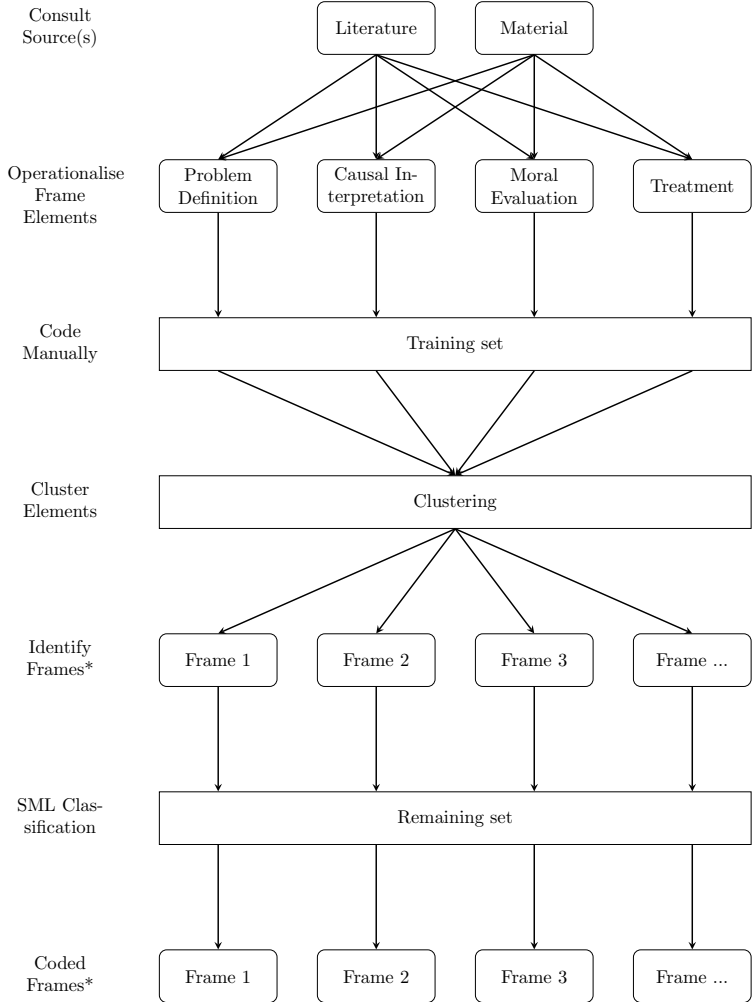 Consult
Source(s)
Literature
Material
Operationalise
Frame
Elements
Problem
Definition
Causal In-
terpretation
Moral
Evaluation
Treatment
Code
Manually
Training set
Cluster
Elements
Clustering
Identify
Frames*
Frame 1
Frame 2
Frame 3
Frame ...
SML Clas-
sification
Remaining set
Coded
Frames*
Frame 1
Frame 2
Frame 3
Frame ...